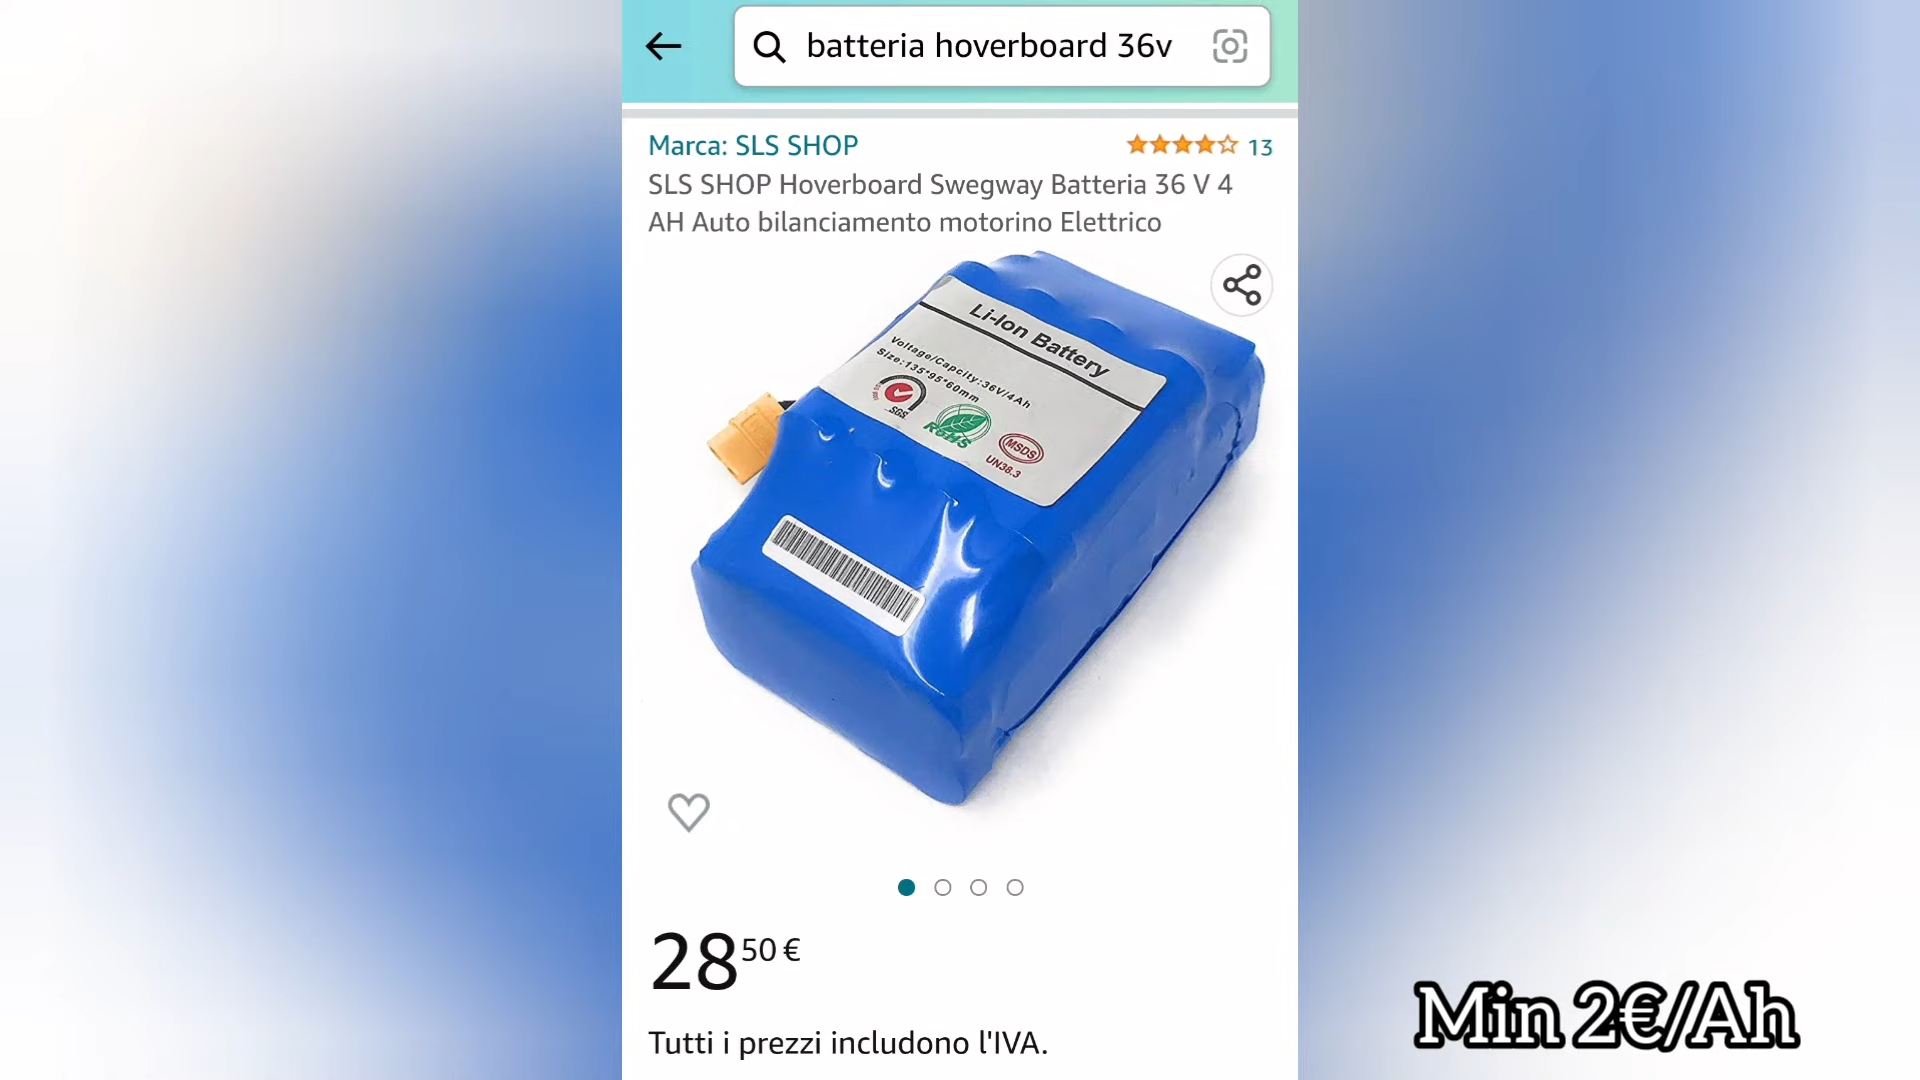 batteria hoverboard 36v
Marca: SLS SHOP
13
SLS SHOP Hoverboard Swegway Batteria 36 V 4
AH Auto bilanciamento motorino Elettrico
Li-Ion Battery
Voltage/Capcity:36V/4Ah
Size:135*95*60mm
SGS
RoHS
MSDS
UN38.3
28 50 €
Tutti i prezzi includono l'IVA.
Min 2€/Ah